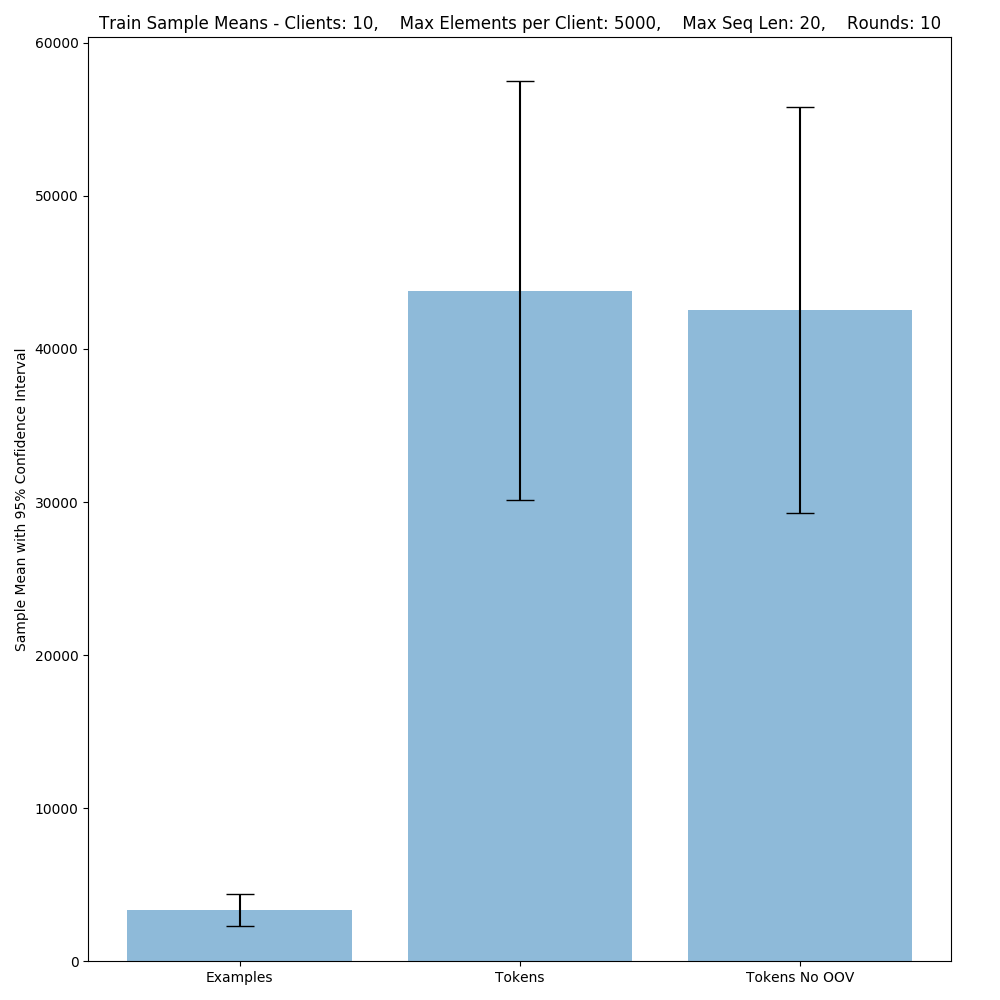 Train Sample Means - Clients: 10,    Max Elements per Client: 5000,    Max Seq Len: 20,    Rounds: 10
60000
50000
40000
30000
20000
10000
0
Sample Mean with 95% Confidence Interval
Examples
Tokens
Tokens No OOV